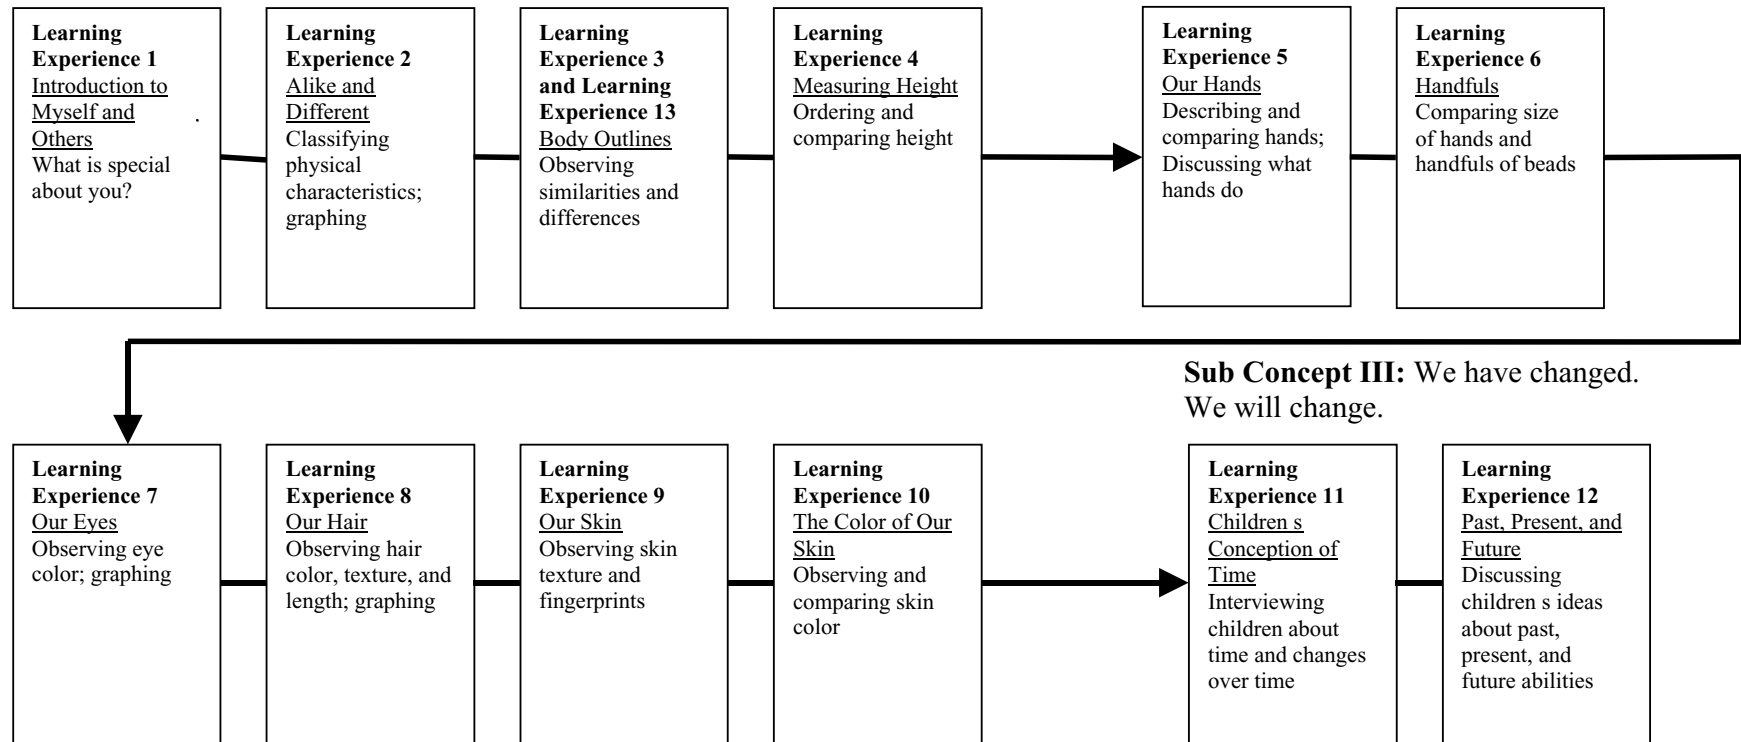 Learning
Experience 1
Introduction to
Myself and
Others
What is special
about you?
Learning
Experience 2
Alike and
Different
Classifying
physical
characteristics;
graphing
Learning
Experience 3
and Learning
Experience 13
Body Outlines
Observing
similarities and
differences
Learning
Experience 4
Measuring Height
Ordering and
comparing height
Learning
Experience 5
Our Hands
Describing and
comparing hands;
Discussing what
hands do
Learning
Experience 6
Handfuls
Comparing size
of hands and
handfuls of beads
Sub Concept III: We have changed.
We will change.
Learning
Experience 7
Our Eyes
Observing eye
color; graphing
Learning
Experience 8
Our Hair
Observing hair
color, texture, and
length; graphing
Learning
Experience 9
Our Skin
Observing skin
texture and
fingerprints
Learning
Experience 10
The Color of Our
Skin
Observing and
comparing skin
color
Learning
Experience 11
Children s
Conception of
Time
Interviewing
children about
time and changes
over time
Learning
Experience 12
Past, Present, and
Future
Discussing
children s ideas
about past,
present, and
future abilities